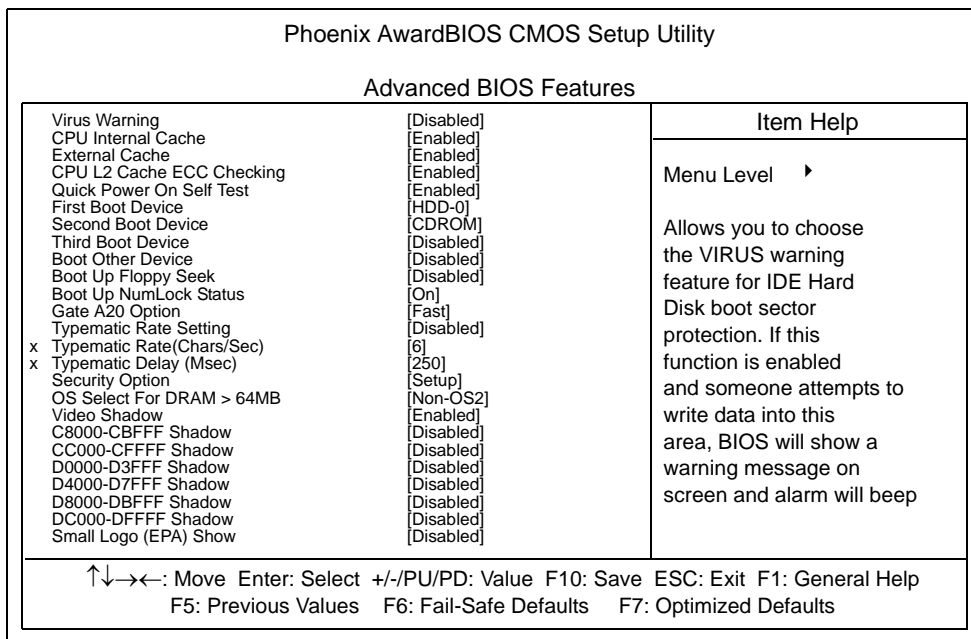 Phoenix AwardBIOS CMOS Setup Utility
Advanced BIOS Features
Virus Warning [Disabled]
CPU Internal Cache [Enabled]
External Cache [Enabled]
CPU L2 Cache ECC Checking [Enabled]
Quick Power On Self Test [Enabled]
First Boot Device [HDD-0]
Second Boot Device [CDROM]
Third Boot Device [Disabled]
Boot Other Device [Disabled]
Boot Up Floppy Seek [Disabled]
Boot Up NumLock Status [On]
Gate A20 Option [Fast]
Typematic Rate Setting [Disabled]
x Typematic Rate(Chars/Sec) [6]
x Typematic Delay (Msec) [250]
Security Option [Setup]
OS Select For DRAM > 64MB [Non-OS2]
Video Shadow [Enabled]
C8000-CBFFF Shadow [Disabled]
CC000-CFFFF Shadow [Disabled]
D0000-D3FFF Shadow [Disabled]
D4000-D7FFF Shadow [Disabled]
D8000-DBFFF Shadow [Disabled]
DC000-DFFFF Shadow [Disabled]
Small Logo (EPA) Show [Disabled]
Item Help
Menu Level ▸
Allows you to choose
the VIRUS warning
feature for IDE Hard
Disk boot sector
protection. If this
function is enabled
and someone attempts to
write data into this
area, BIOS will show a
warning message on
screen and alarm will beep
↑↓→←: Move Enter: Select +/-/PU/PD: Value F10: Save ESC: Exit F1: General Help
F5: Previous Values F6: Fail-Safe Defaults F7: Optimized Defaults